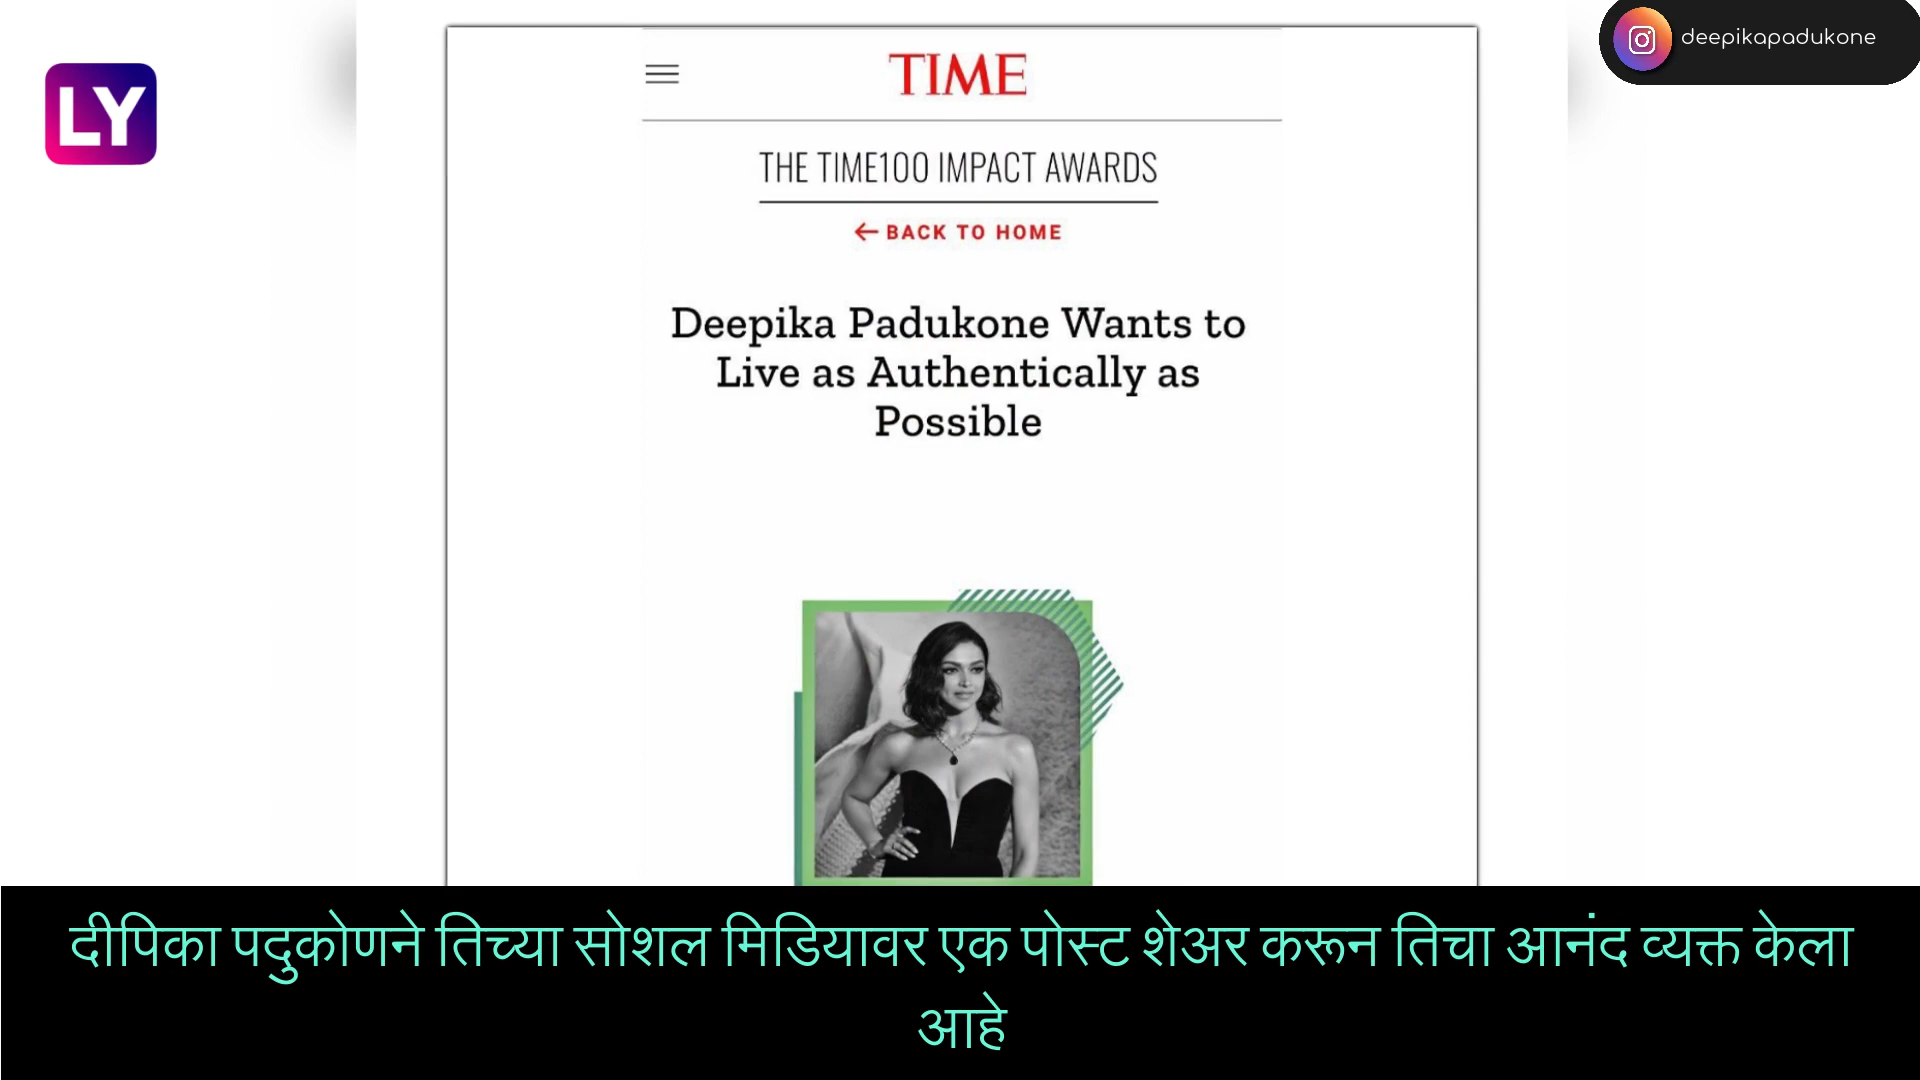 LY
deepikapadukone
TIME
THE TIME100 IMPACT AWARDS
← BACK TO HOME
Deepika Padukone Wants to
Live as Authentically as
Possible
दीपिका पदुकोणने तिच्या सोशल मिडियावर एक पोस्ट शेअर करून तिचा आनंद व्यक्त केला
आहे